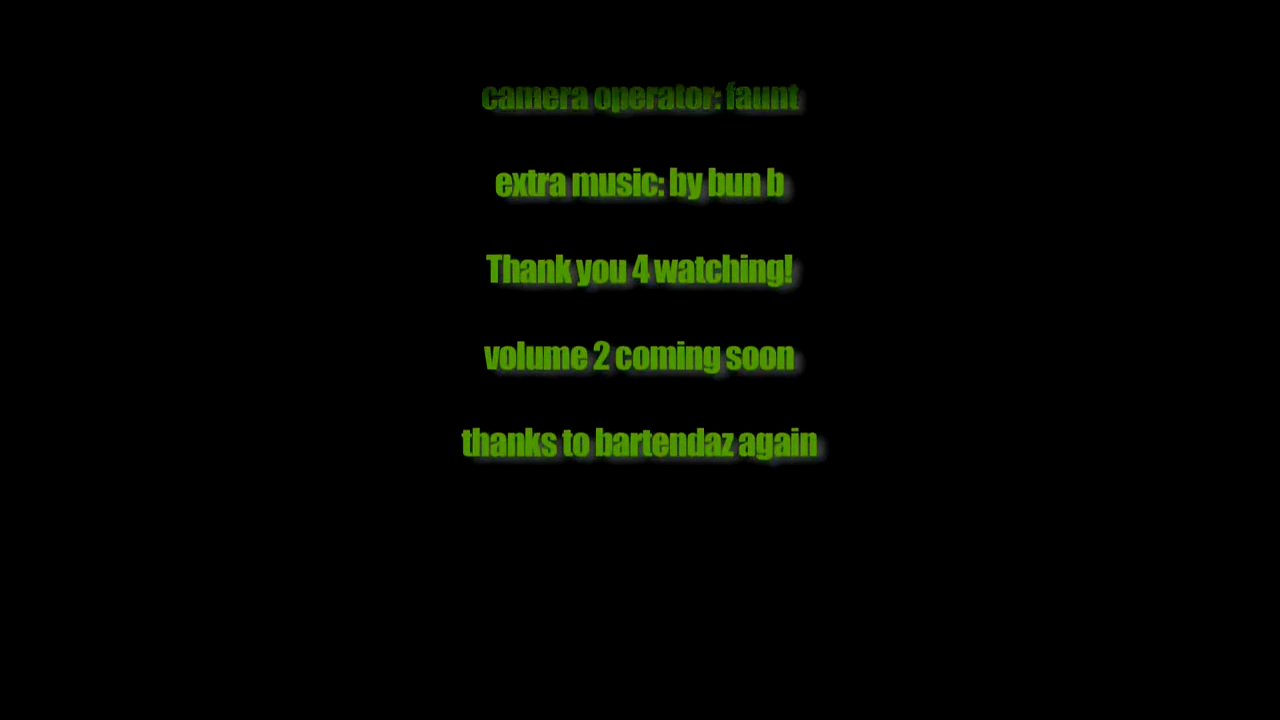 camera operator: faunt
extra music: by bun b
Thank you 4 watching!
volume 2 coming soon
thanks to bartendaz again